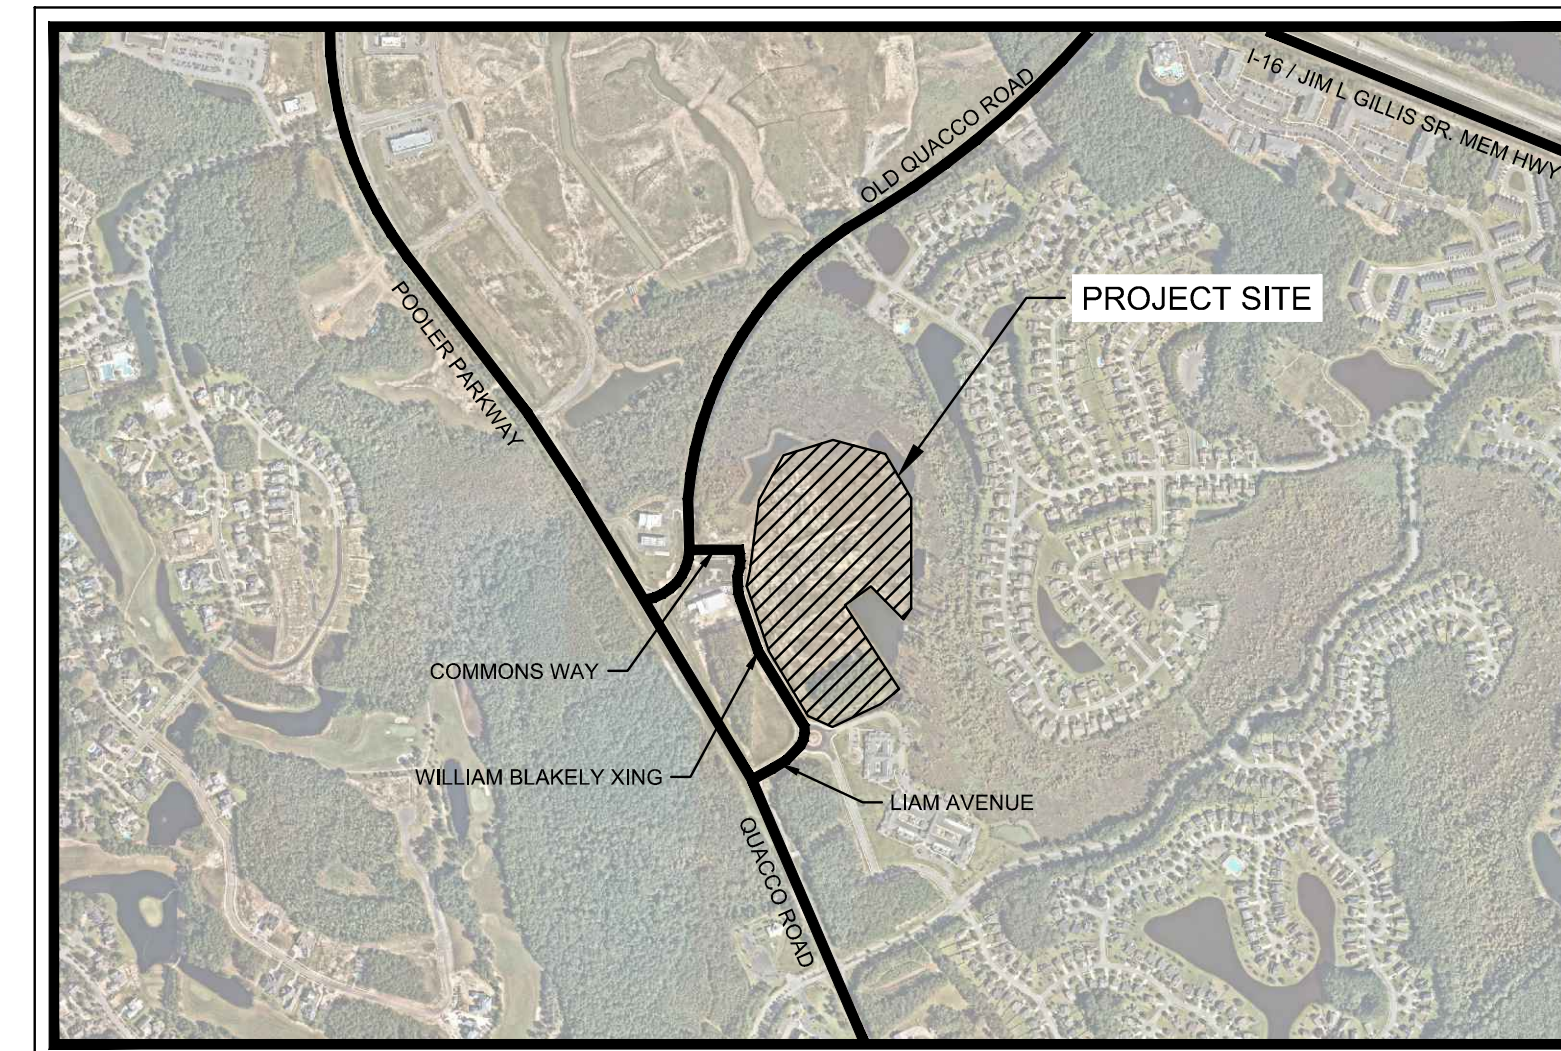 I-16 / JIM L GILLIS SR. MEM HWY
OLD QUACCO ROAD
PROJECT SITE
POOLER PARKWAY
COMMONS WAY
WILLIAM BLAKELY XING
LIAM AVENUE
QUACCO ROAD